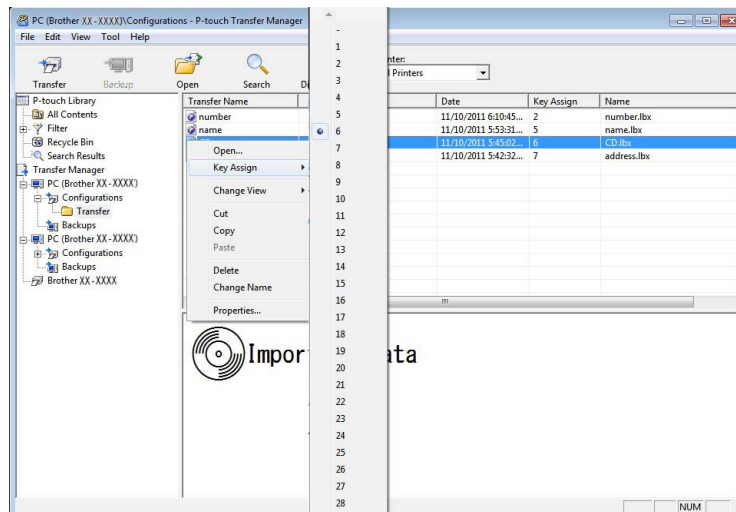 PC (Brother XX-XXXX)\Configurations - P-touch Transfer Manager
File Edit View Tool Help
Transfer Backup Open Search
Printers
P-touch Library
All Contents
Filter
Recycle Bin
Search Results
Transfer Manager
PC (Brother XX-XXXX)
Configurations
Transfer
Backups
PC (Brother XX-XXXX)
Configurations
Backups
Brother XX-XXXX
Transfer Name Date Key Assign Name
number 11/10/2011 6:10:45... 2 number.lbx
name 11/10/2011 5:53:31... 5 name.lbx
11/10/2011 5:45:02... 6 CD.lbx
11/10/2011 5:42:32... 7 address.lbx
Open...
Key Assign
Change View
Cut
Copy
Paste
Delete
Change Name
Properties...
-
1
2
3
4
5
6
7
8
9
10
11
12
13
14
15
16
17
18
19
20
21
22
23
24
25
26
27
28
Impor ata
NUM